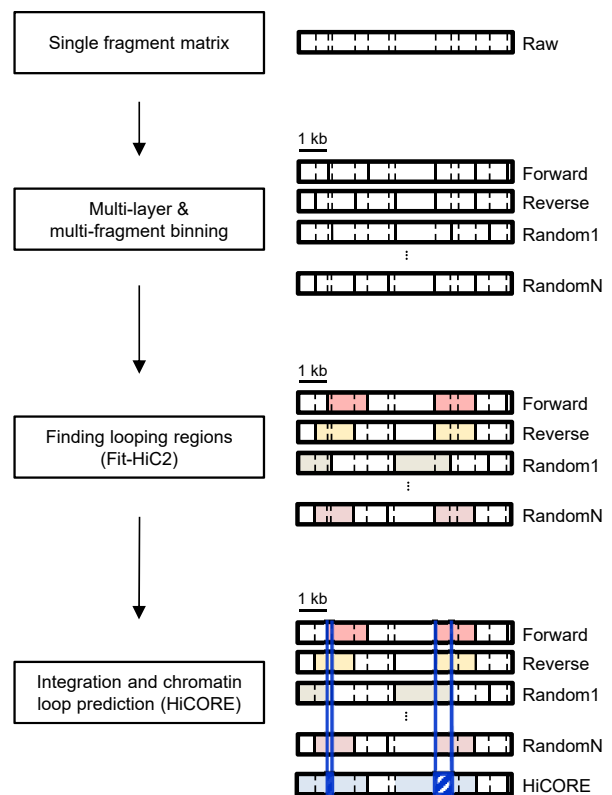 Single fragment matrix
Raw
1 kb
Multi-layer &
multi-fragment binning
Forward
Reverse
Random1
...
RandomN
1 kb
Finding looping regions
(Fit-HiC2)
Forward
Reverse
Random1
...
RandomN
1 kb
Integration and chromatin
loop prediction (HiCORE)
Forward
Reverse
Random1
...
RandomN
HiCORE